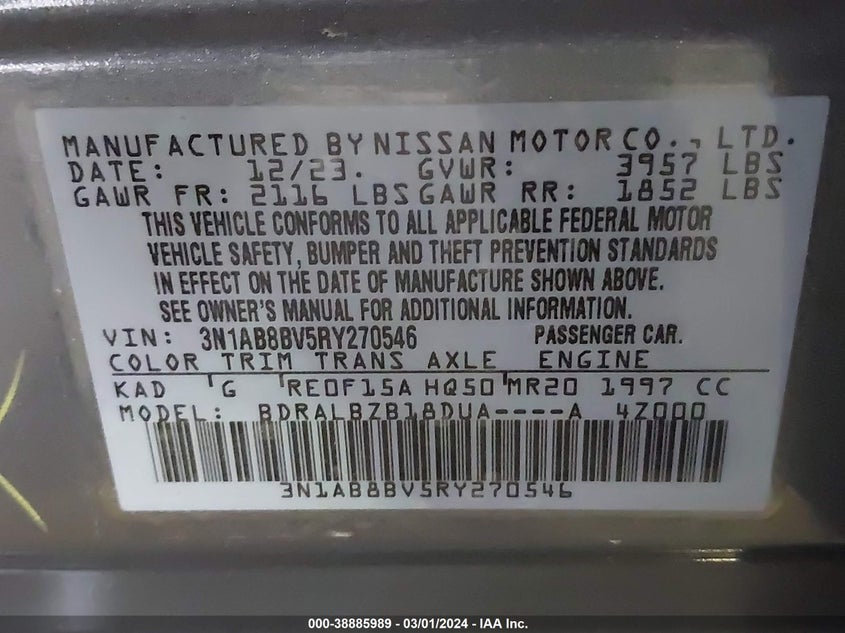 MANUFACTURED BY NISSAN MOTOR CO., LTD.
DATE: 12/23. GVWR: 3957 LBS
GAWR FR: 2116 LBS GAWR RR: 1852 LBS
THIS VEHICLE CONFORMS TO ALL APPLICABLE FEDERAL MOTOR
VEHICLE SAFETY, BUMPER AND THEFT PREVENTION STANDARDS
IN EFFECT ON THE DATE OF MANUFACTURE SHOWN ABOVE.
SEE OWNER'S MANUAL FOR ADDITIONAL INFORMATION.
VIN: 3N1AB8BV5RY270546 PASSENGER CAR.
COLOR TRIM TRANS AXLE ENGINE
KAD G RE0F15A HQ50 MR20 1997 CC
MODEL: BDRALBZB18DUA----A 4Z000
3N1AB8BV5RY270546
000-38885989 - 03/01/2024 - IAA Inc.